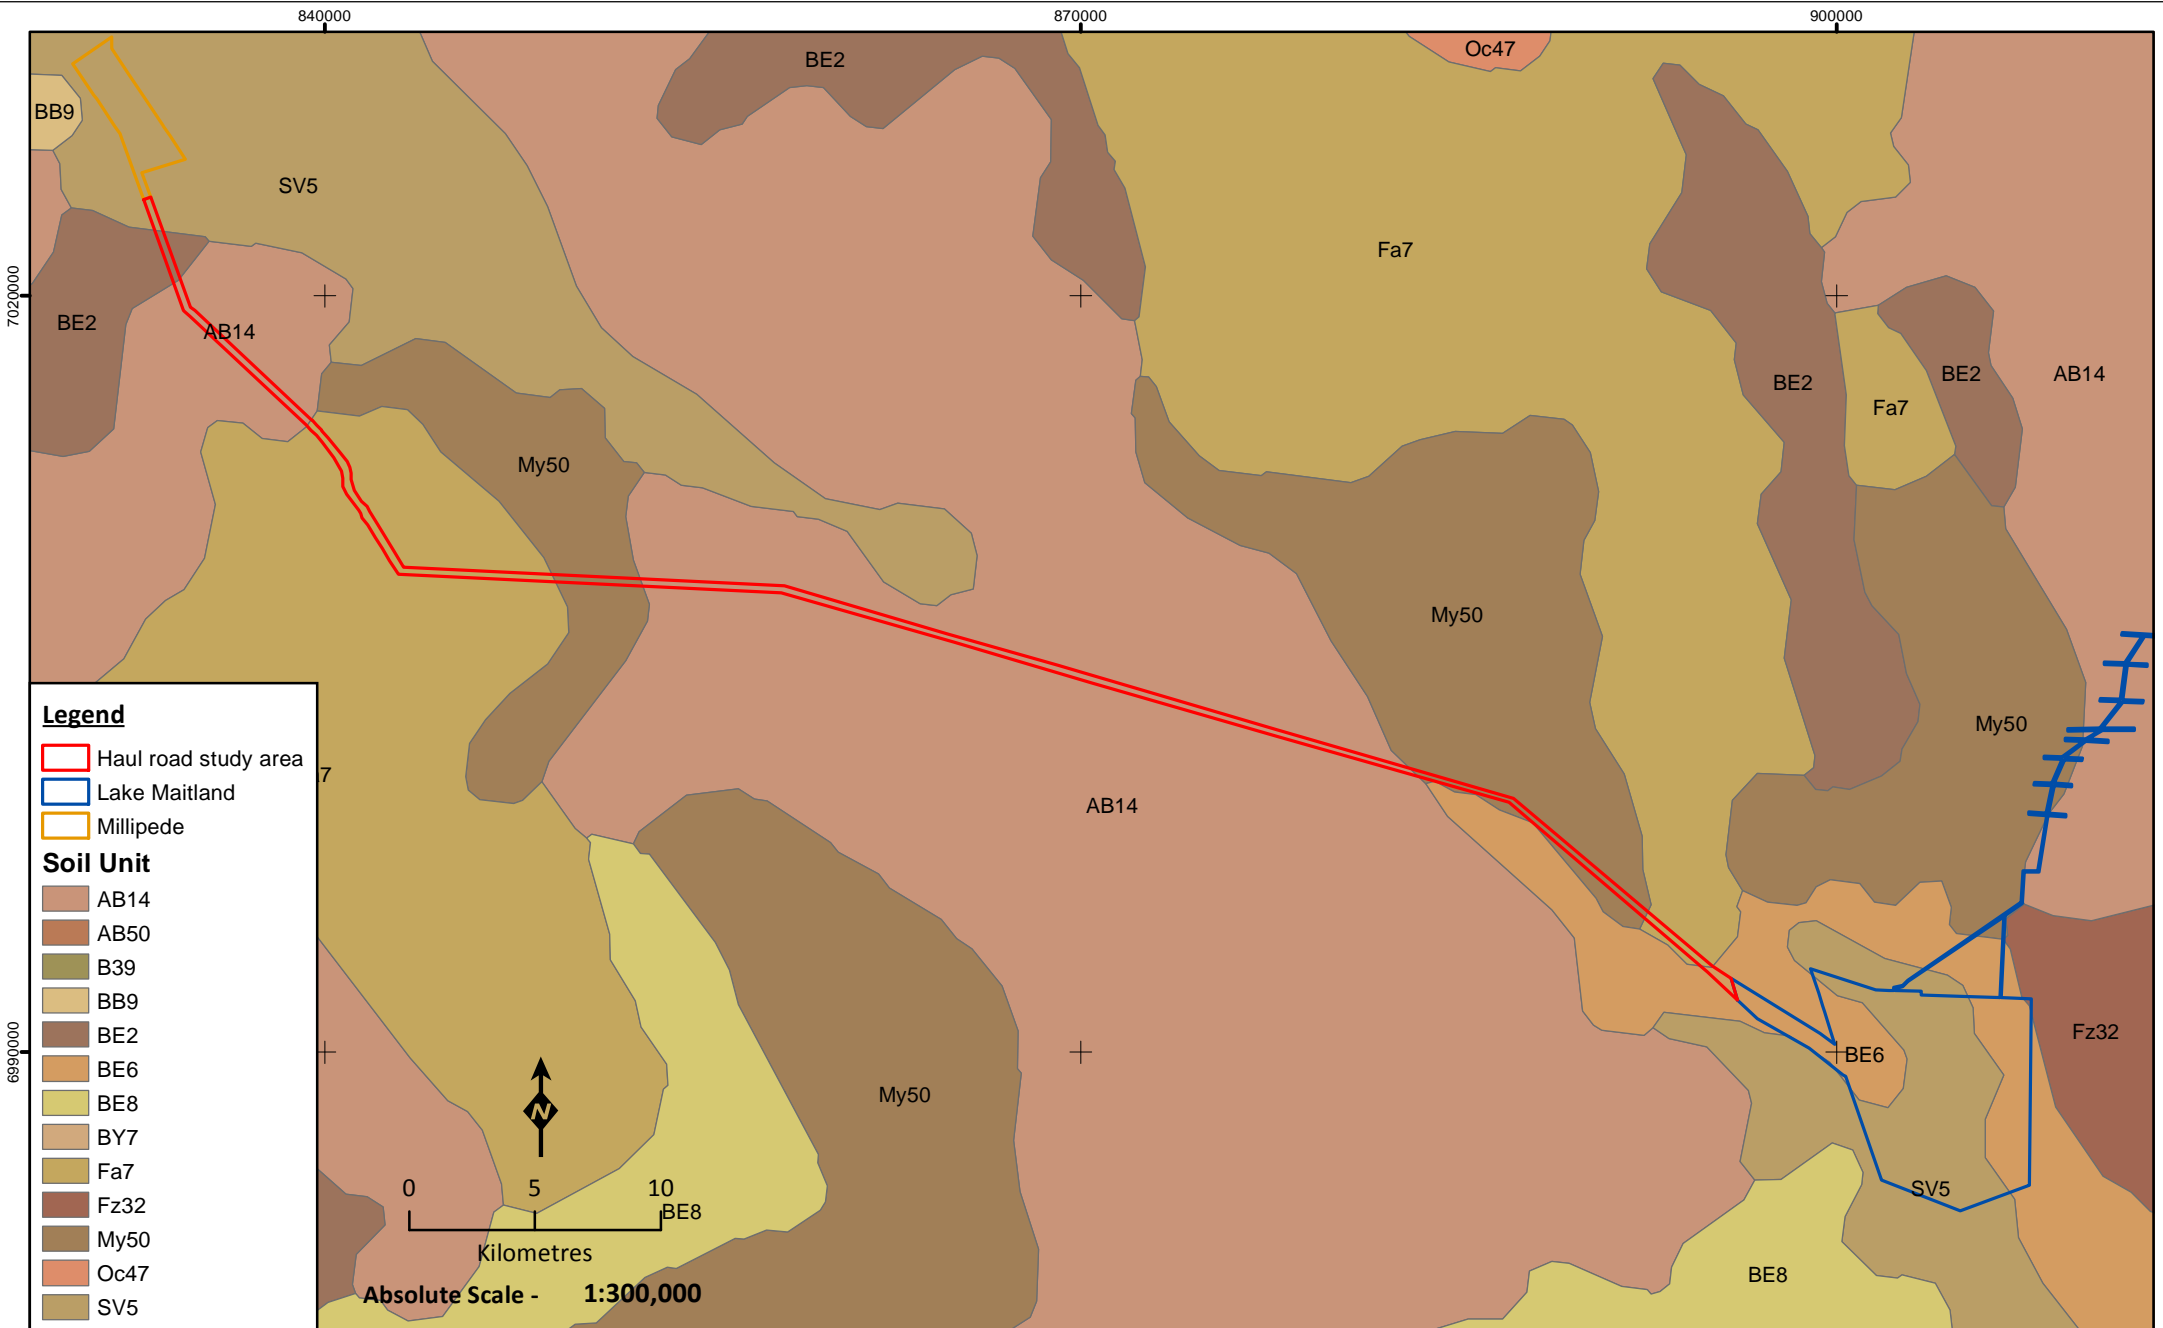 840000
870000
900000
7020000
6990000
BE2
Oc47
BB9
SV5
Fa7
BE2
AB14
BE2
BE2
AB14
Fa7
My50
My50
My50
a7
AB14
Fz32
BE6
My50
SV5
BE8
BE8
Legend
Haul road study area
Lake Maitland
Millipede
Soil Unit
AB14
AB50
B39
BB9
BE2
BE6
BE8
BY7
Fa7
Fz32
My50
Oc47
SV5
N
0 5 10
Kilometres
Absolute Scale - 1:300,000